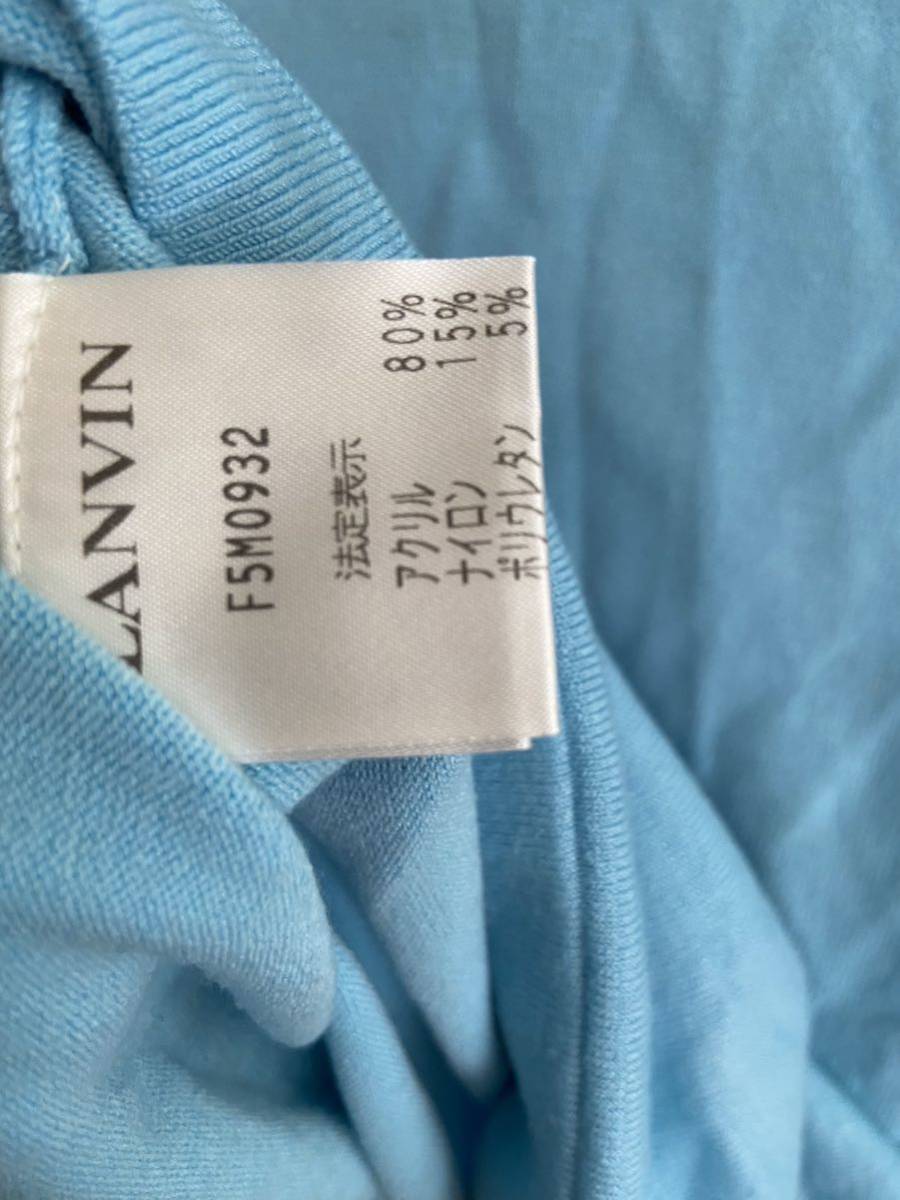 LANVIN
F5M0932
法定表示
アクリル 80%
ナイロン 15%
ポリウレタン 5%